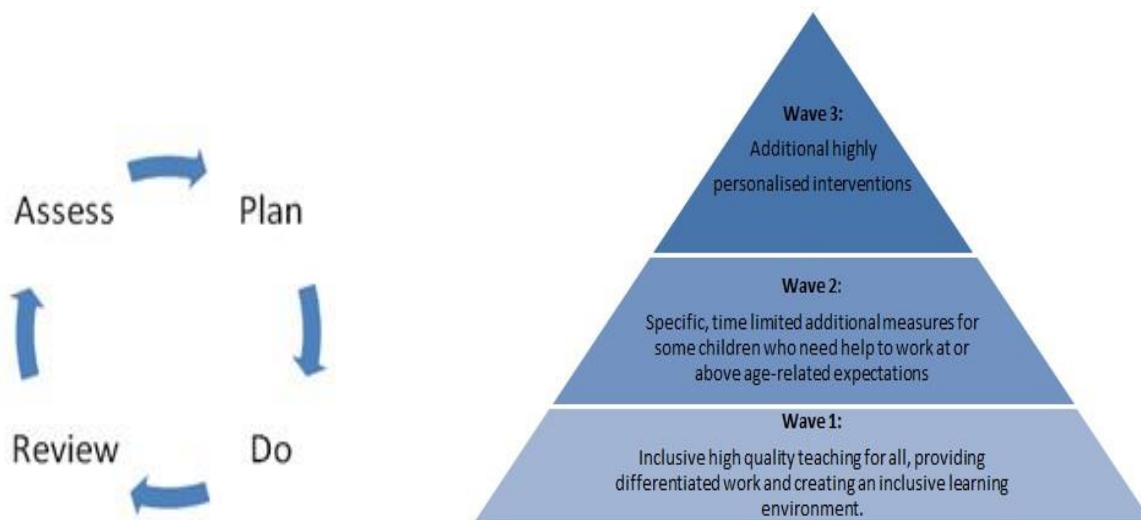 Assess
Plan
Review
Do
Wave 3:
Additional highly
personalised interventions
Wave 2:
Specific, time limited additional measures for
some children who need help to work at or
above age-related expectations
Wave 1:
Inclusive high quality teaching for all, providing
differentiated work and creating an inclusive learning
environment.